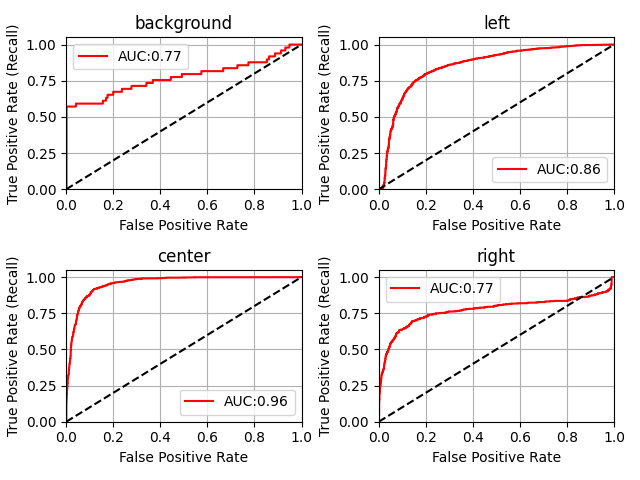 background
True Positive Rate (Recall)
1.00
0.75
0.50
0.25
0.00
AUC:0.77
0.0 0.2 0.4 0.6 0.8 1.0
False Positive Rate
left
True Positive Rate (Recall)
1.00
0.75
0.50
0.25
0.00
AUC:0.86
0.0 0.2 0.4 0.6 0.8 1.0
False Positive Rate
center
True Positive Rate (Recall)
1.00
0.75
0.50
0.25
0.00
AUC:0.96
0.0 0.2 0.4 0.6 0.8 1.0
False Positive Rate
right
True Positive Rate (Recall)
1.00
0.75
0.50
0.25
0.00
AUC:0.77
0.0 0.2 0.4 0.6 0.8 1.0
False Positive Rate